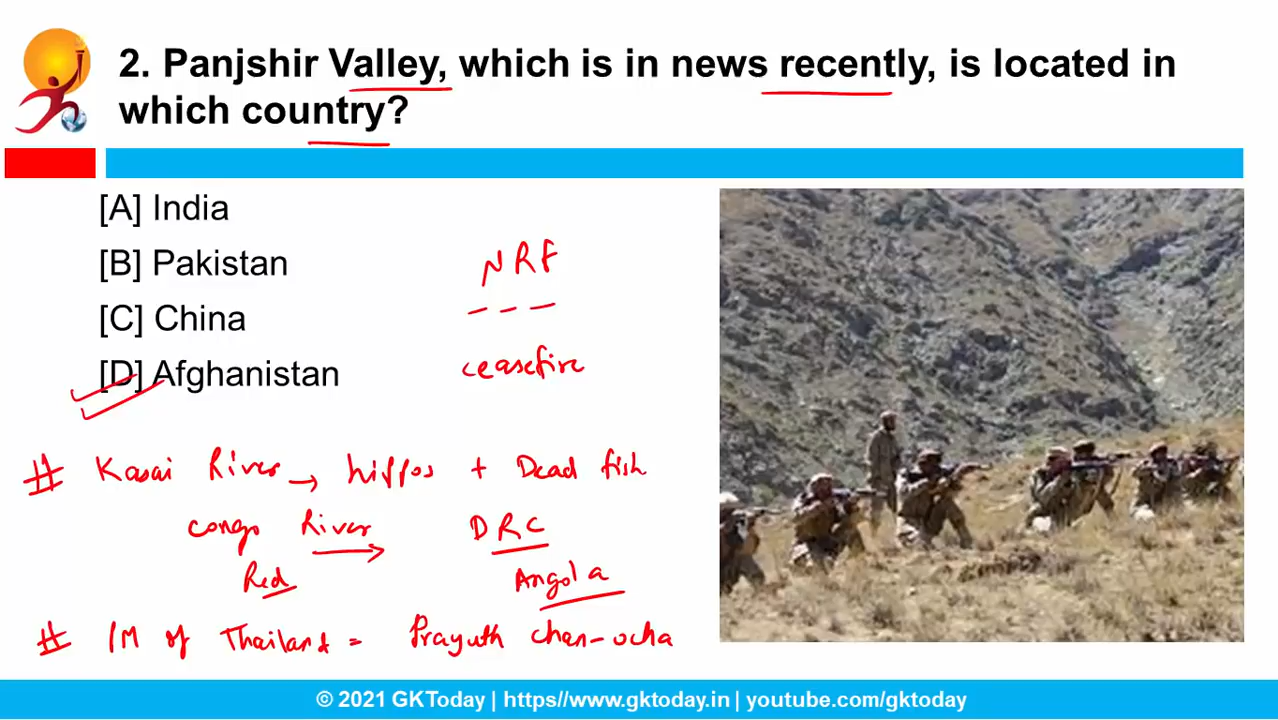 2. Panjshir Valley, which is in news recently, is located in
which country?
[A] India
[B] Pakistan
[C] China
[D] Afghanistan
NRF
ceasefire
# Kasai River → hippos + Dead fish
congo River → DRC
Red Angola
# PM of Thailand = Prayuth chan-ocha
© 2021 GKToday | https//www.gktoday.in | youtube.com/gktoday